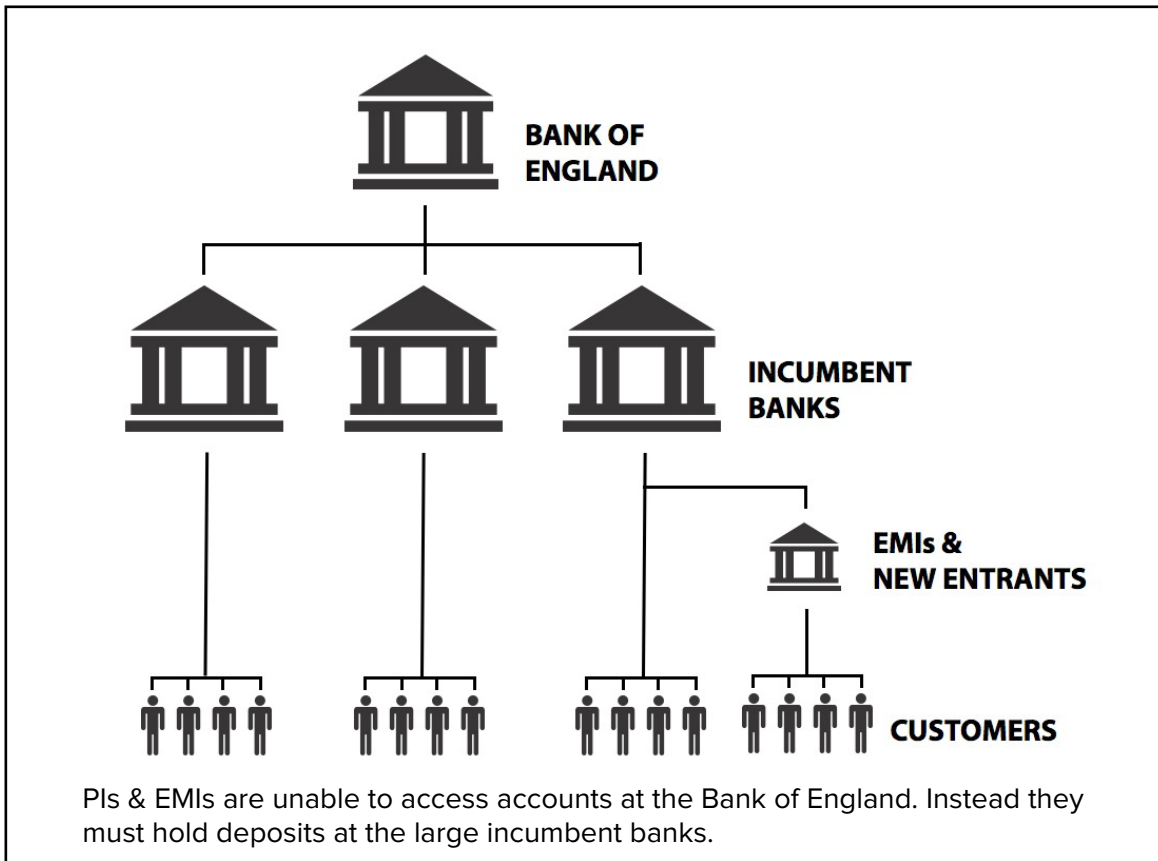 BANK OF
ENGLAND
INCUMBENT
BANKS
EMIs &
NEW ENTRANTS
CUSTOMERS
PIs & EMIs are unable to access accounts at the Bank of England. Instead they
must hold deposits at the large incumbent banks.